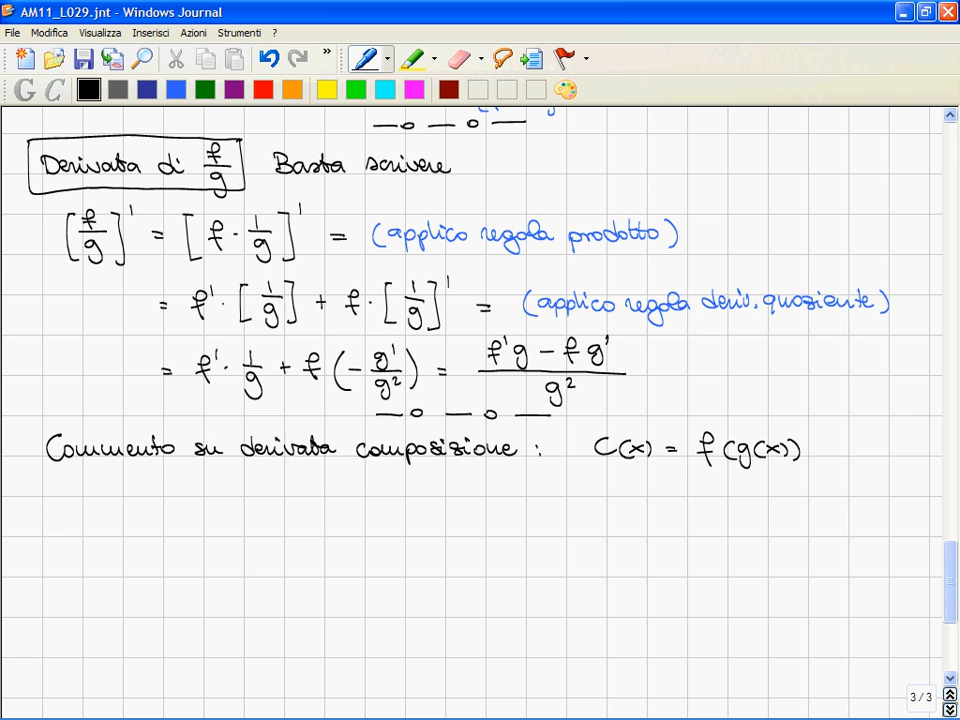 AM11_L029.jnt - Windows Journal
File Modifica Visualizza Inserisci Azioni Strumenti ?
G C
Derivata di f/g Basta scrivere
[f/g]' = [f · 1/g]' = (applico regola prodotto)
= f' · [1/g] + f · [1/g]' = (applico regola deriv. quoziente)
= f' · 1/g + f (- g'/g²) = (f'g - f g')/g²
Commento su derivata composizione : C(x) = f(g(x))
3 / 3